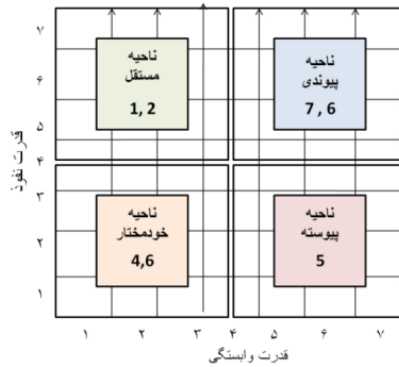 ۷
۶
۵
۴
۳
۲
۱
قدرت نفوذ
ناحیه
مستقل
1, 2
ناحیه
پیوندی
7 , 6
ناحیه
خودمختار
4,6
ناحیه
پیوسته
5
۱ ۲ ۳ ۴ ۵ ۶ ۷
قدرت وابستگی